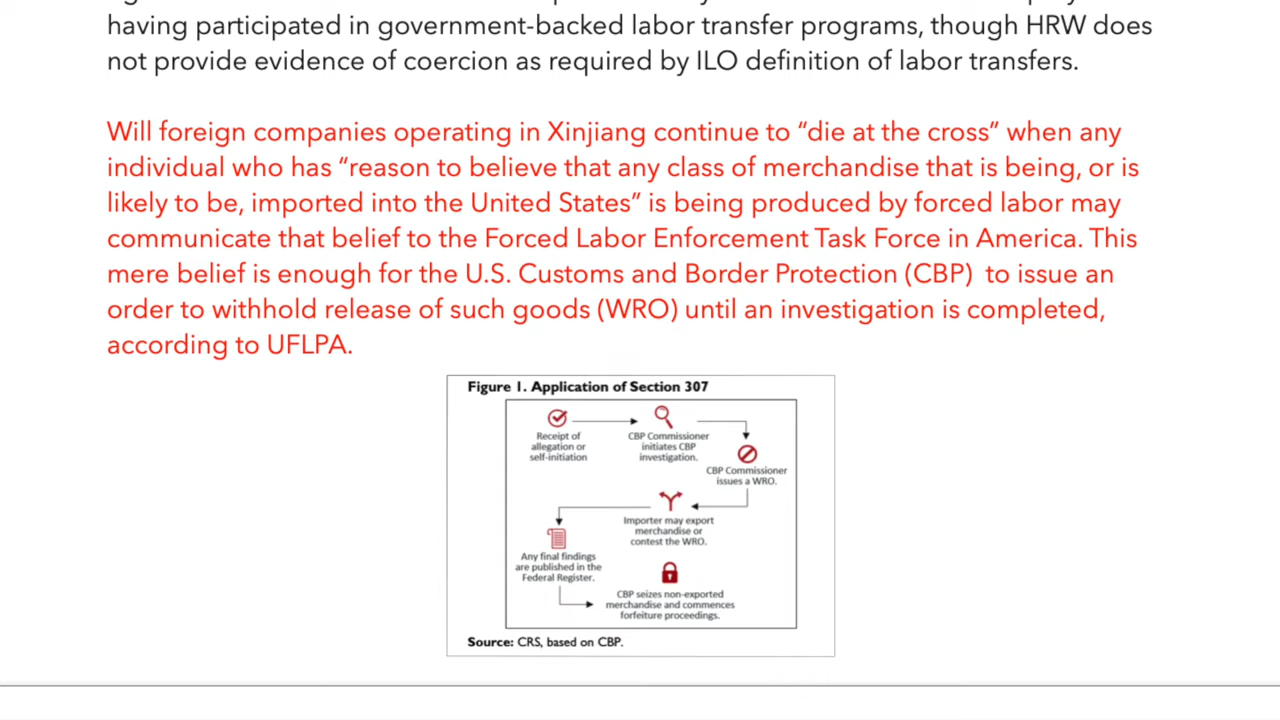 having participated in government-backed labor transfer programs, though HRW does
not provide evidence of coercion as required by ILO definition of labor transfers.
Will foreign companies operating in Xinjiang continue to “die at the cross” when any
individual who has “reason to believe that any class of merchandise that is being, or is
likely to be, imported into the United States” is being produced by forced labor may
communicate that belief to the Forced Labor Enforcement Task Force in America. This
mere belief is enough for the U.S. Customs and Border Protection (CBP) to issue an
order to withhold release of such goods (WRO) until an investigation is completed,
according to UFLPA.
Figure 1. Application of Section 307
Receipt of
allegation or
self-initiation
CBP Commissioner
initiates CBP
investigation.
CBP Commissioner
issues a WRO.
Importer may export
merchandise or
contest the WRO.
Any final findings
are published in the
Federal Register.
CBP seizes non-exported
merchandise and commences
forfeiture proceedings.
Source: CRS, based on CBP.